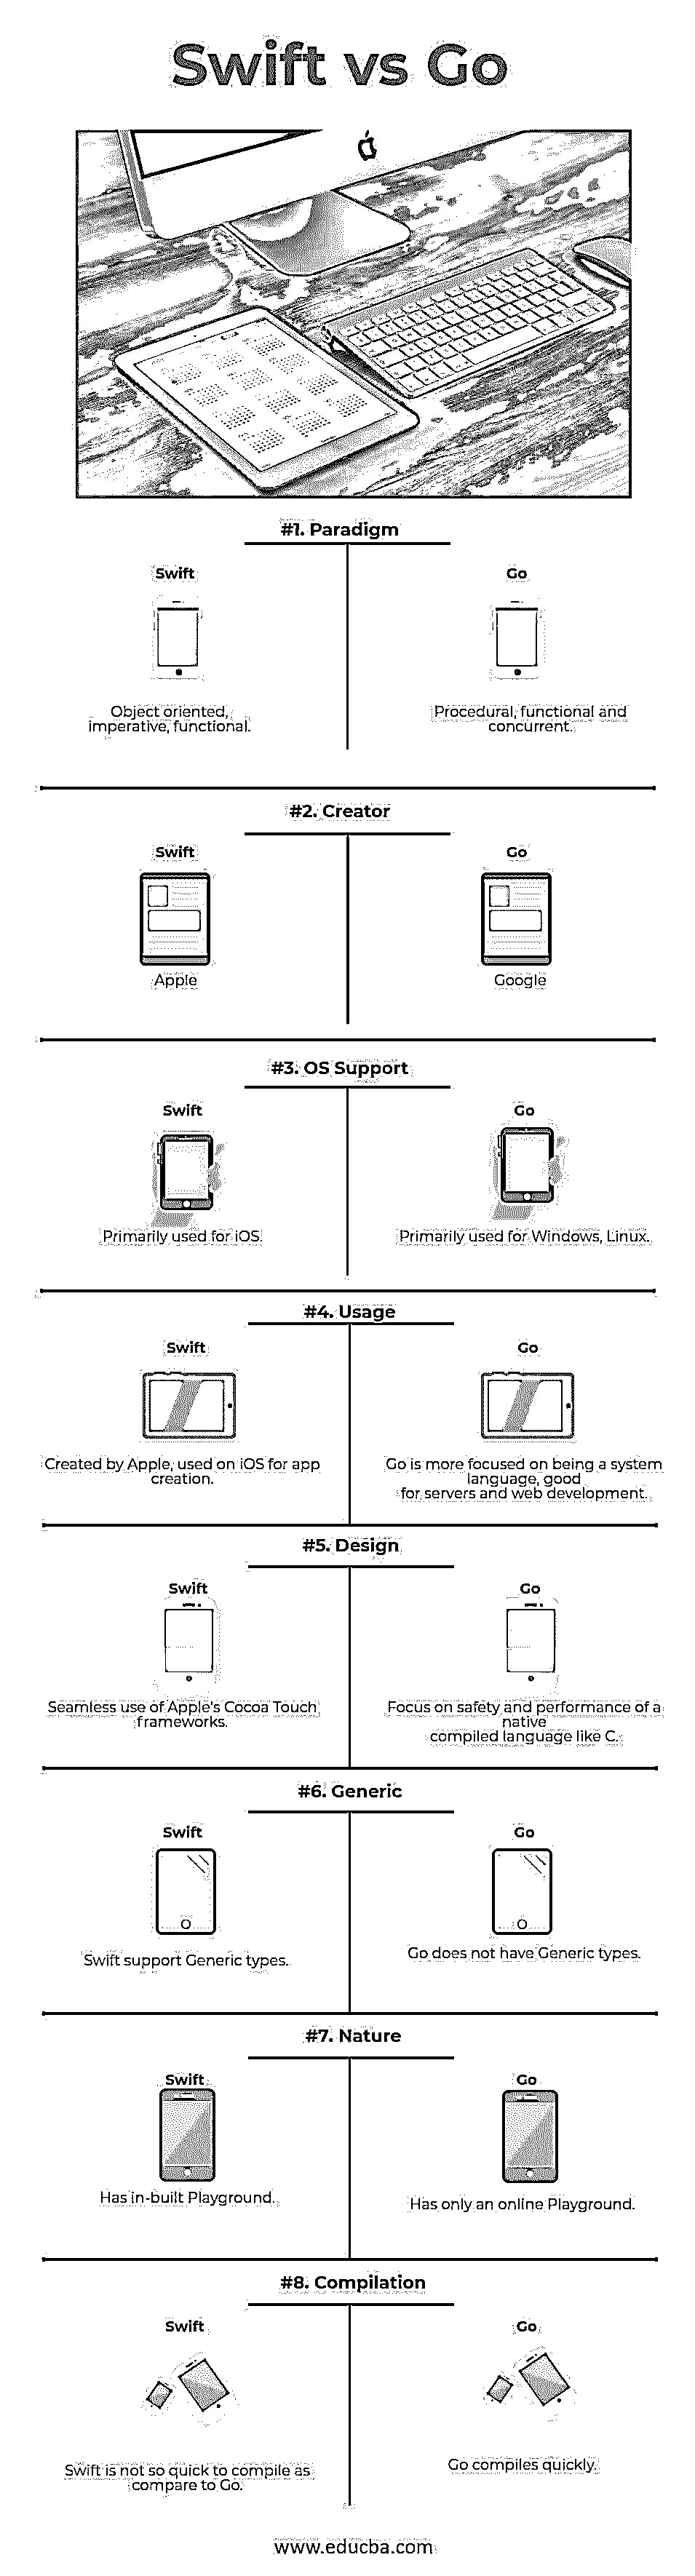 Swift vs Go
#1. Paradigm
Swift
Go
Object oriented,
imperative, functional.
Procedural, functional and
concurrent.
#2. Creator
Swift
Go
Apple
Google
#3. OS Support
Swift
Go
Primarily used for iOS.
Primarily used for Windows, Linux.
#4. Usage
Swift
Go
Created by Apple, used on iOS for app
creation.
Go is more focused on being a system
language, good
for servers and web development.
#5. Design
Swift
Go
Seamless use of Apple's Cocoa Touch
frameworks.
Focus on safety and performance of a
native
compiled language like C.
#6. Generic
Swift
Go
Swift support Generic types.
Go does not have Generic types.
#7. Nature
Swift
Go
Has in-built Playground.
Has only an online Playground.
#8. Compilation
Swift
Go
Swift is not so quick to compile as
compare to Go.
Go compiles quickly.
www.educba.com